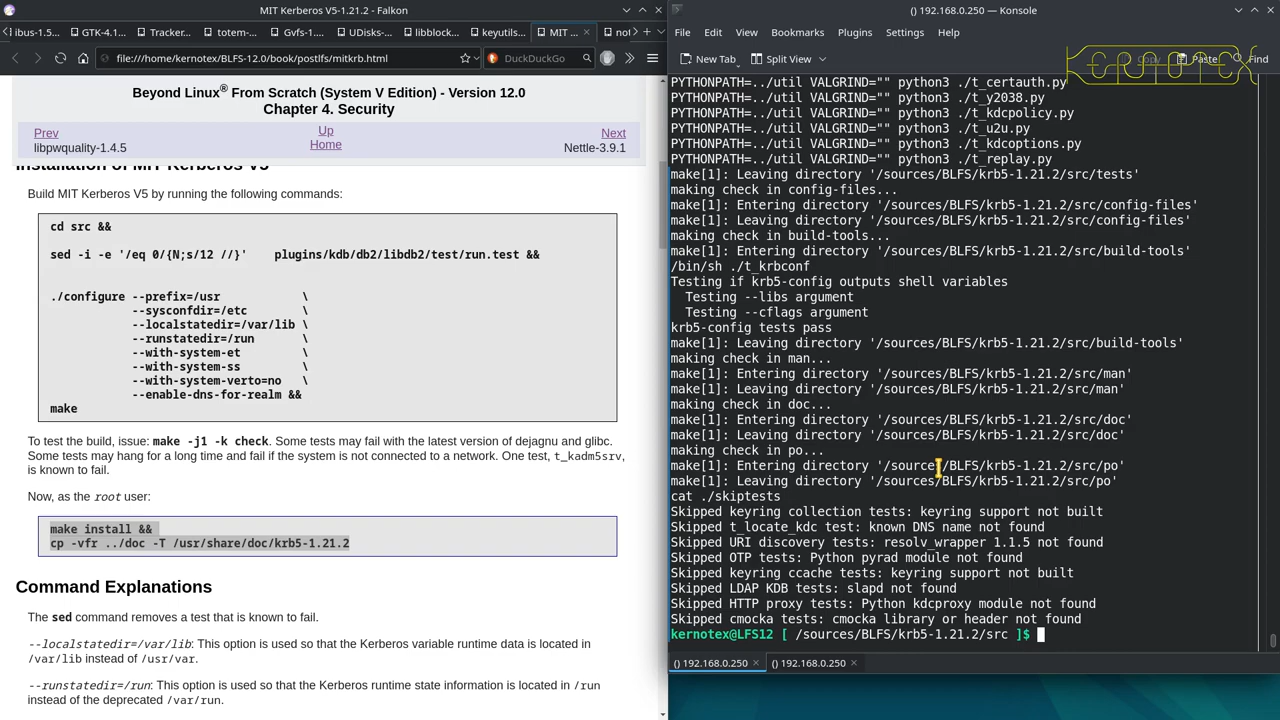 MIT Kerberos V5-1.21.2 — Falkon
ibus-1.5...
GTK-4.1...
Tracker...
totem-...
Gvfs-1....
UDisks-...
libblock...
keyutils...
MIT ...
not
file:///home/kernotex/BLFS-12.0/book/postlfs/mitkrb.html
DuckDuckGo
Beyond Linux® From Scratch (System V Edition) - Version 12.0
Chapter 4. Security
Prev
Up
Next
libpwquality-1.4.5
Home
Nettle-3.9.1
Installation of MIT Kerberos V5
Build MIT Kerberos V5 by running the following commands:
cd src &&
sed -i -e '/eq 0/{N;s/12 //}'    plugins/kdb/db2/libdb2/test/run.test &&
./configure --prefix=/usr            \
--sysconfdir=/etc        \
--localstatedir=/var/lib \
--runstatedir=/run       \
--with-system-et         \
--with-system-ss         \
--with-system-verto=no   \
--enable-dns-for-realm &&
make
To test the build, issue: make -j1 -k check. Some tests may fail with the latest version of dejagnu and glibc.
Some tests may hang for a long time and fail if the system is not connected to a network. One test, t_kadm5srv,
is known to fail.
Now, as the root user:
make install &&
cp -vfr ../doc -T /usr/share/doc/krb5-1.21.2
Command Explanations
The sed command removes a test that is known to fail.
--localstatedir=/var/lib: This option is used so that the Kerberos variable runtime data is located in
/var/lib instead of /usr/var.
--runstatedir=/run: This option is used so that the Kerberos runtime state information is located in /run
instead of the deprecated /var/run.
() 192.168.0.250 — Konsole
File Edit View Bookmarks Plugins Settings Help
New Tab
Split View
Copy
Paste
Find
KERNOTEX
PYTHONPATH=../util VALGRIND="" python3 ./t_certauth.py
PYTHONPATH=../util VALGRIND="" python3 ./t_y2038.py
PYTHONPATH=../util VALGRIND="" python3 ./t_kdcpolicy.py
PYTHONPATH=../util VALGRIND="" python3 ./t_u2u.py
PYTHONPATH=../util VALGRIND="" python3 ./t_kdcoptions.py
PYTHONPATH=../util VALGRIND="" python3 ./t_replay.py
make[1]: Leaving directory '/sources/BLFS/krb5-1.21.2/src/tests'
making check in config-files...
make[1]: Entering directory '/sources/BLFS/krb5-1.21.2/src/config-files'
make[1]: Leaving directory '/sources/BLFS/krb5-1.21.2/src/config-files'
making check in build-tools...
make[1]: Entering directory '/sources/BLFS/krb5-1.21.2/src/build-tools'
/bin/sh ./t_krbconf
Testing if krb5-config outputs shell variables
Testing --libs argument
Testing --cflags argument
krb5-config tests pass
make[1]: Leaving directory '/sources/BLFS/krb5-1.21.2/src/build-tools'
making check in man...
make[1]: Entering directory '/sources/BLFS/krb5-1.21.2/src/man'
make[1]: Leaving directory '/sources/BLFS/krb5-1.21.2/src/man'
making check in doc...
make[1]: Entering directory '/sources/BLFS/krb5-1.21.2/src/doc'
make[1]: Leaving directory '/sources/BLFS/krb5-1.21.2/src/doc'
making check in po...
make[1]: Entering directory '/sources/BLFS/krb5-1.21.2/src/po'
make[1]: Leaving directory '/sources/BLFS/krb5-1.21.2/src/po'
cat ./skiptests
Skipped keyring collection tests: keyring support not built
Skipped t_locate_kdc test: known DNS name not found
Skipped URI discovery tests: resolv_wrapper 1.1.5 not found
Skipped OTP tests: Python pyrad module not found
Skipped keyring ccache tests: keyring support not built
Skipped LDAP KDB tests: slapd not found
Skipped HTTP proxy tests: Python kdcproxy module not found
Skipped cmocka tests: cmocka library or header not found
kernotex@LFS12 [ /sources/BLFS/krb5-1.21.2/src ]$
() 192.168.0.250
() 192.168.0.250